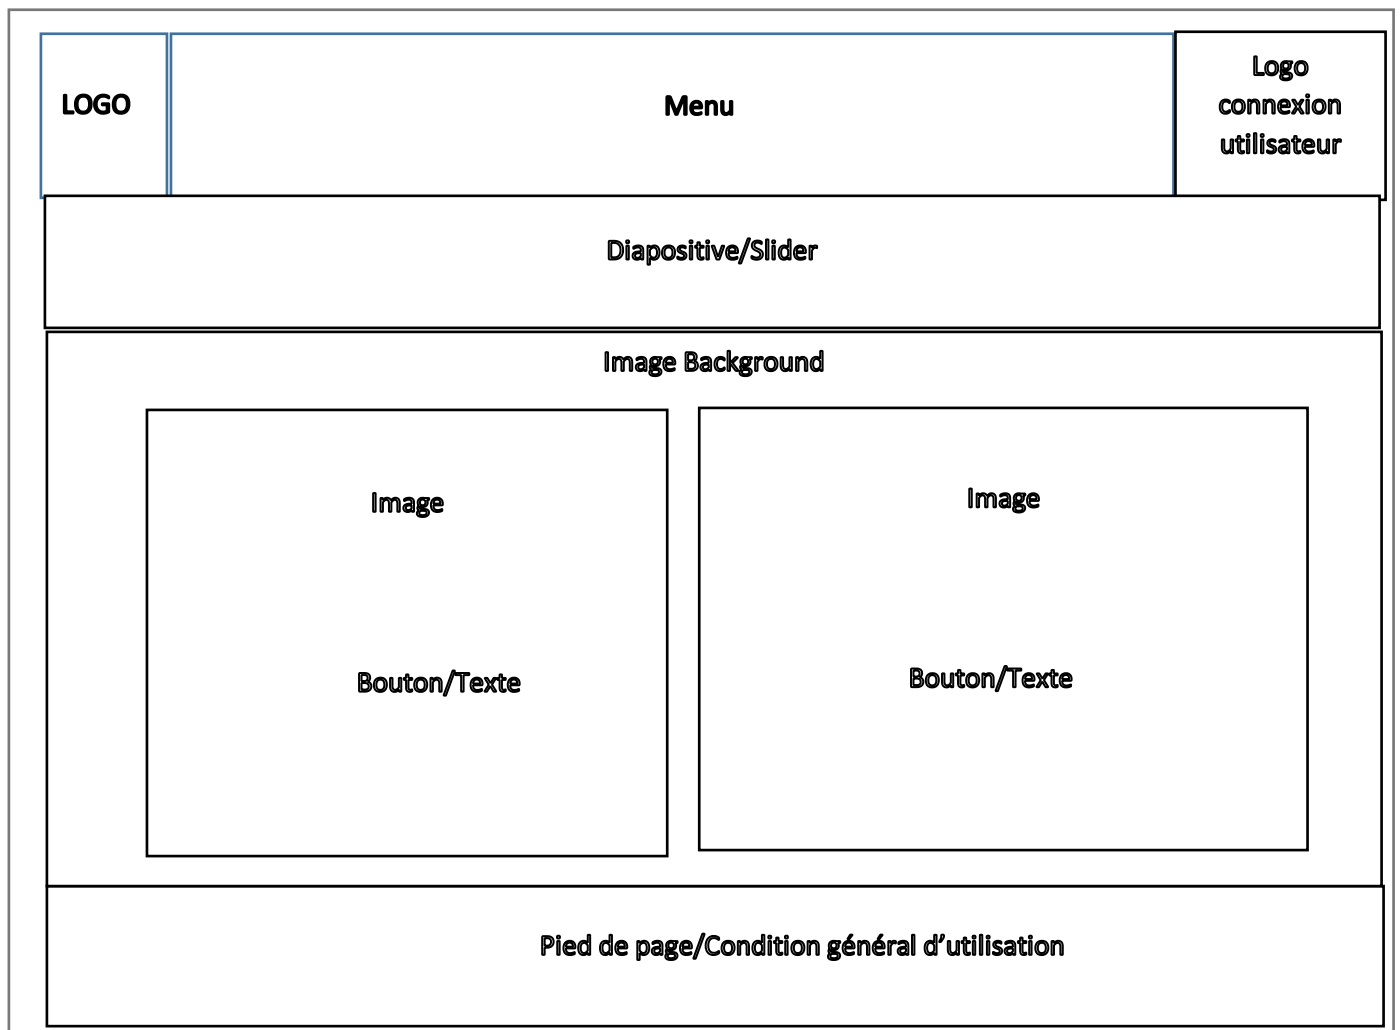 LOGO
Menu
Logo
connexion
utilisateur
Diapositive/Slider
Image Background
Image
Image
Bouton/Texte
Bouton/Texte
Pied de page/Condition général d’utilisation